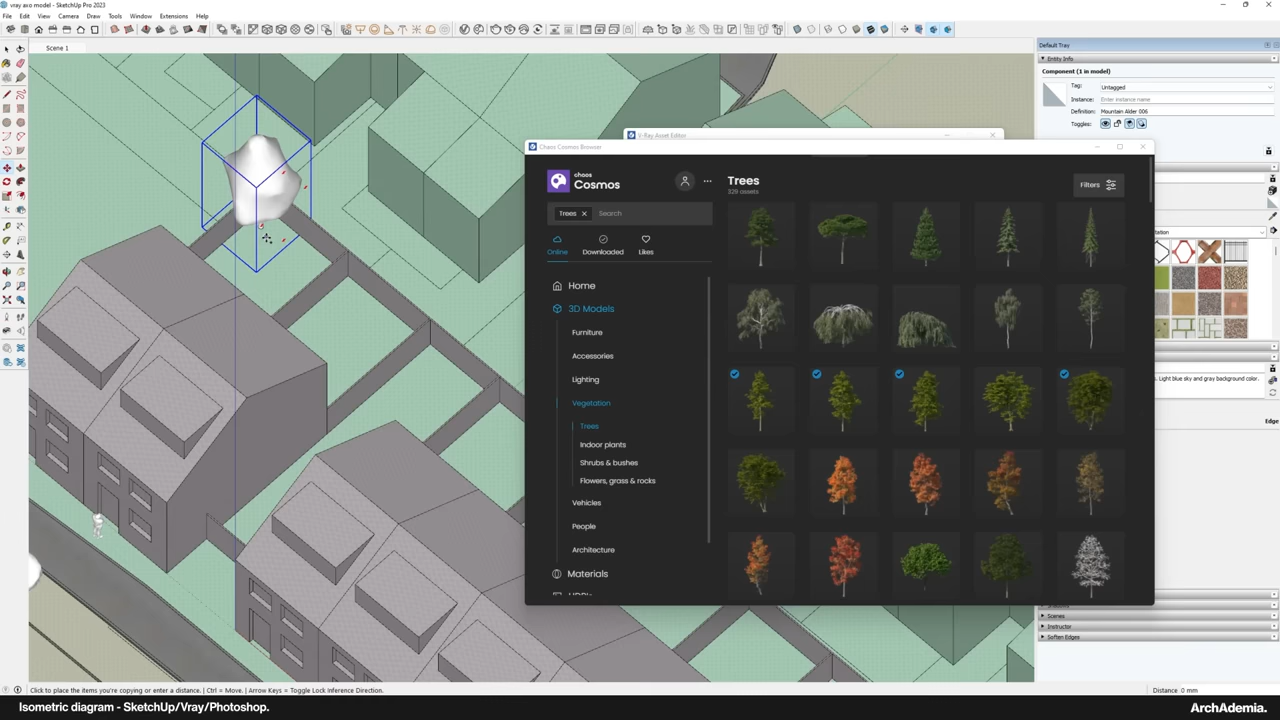 vray axo model* - SketchUp Pro 2023
File Edit View Camera Draw Tools Window Extensions Help
Scene 1
Default Tray
Entity Info
Component (1 in model)
Tag: Untagged
Instance: Enter instance name
Definition: Mountain Alder 006
Toggles:
V-Ray Asset Editor
Chaos Cosmos Browser
chaos
Cosmos
Trees
329 assets
Filters
Trees × Search
Online Downloaded Likes
Home
3D Models
Furniture
Accessories
Lighting
Vegetation
Trees
Indoor plants
Shrubs & bushes
Flowers, grass & rocks
Vehicles
People
Architecture
Materials
Light blue sky and gray background color.
Edge
Scenes
Instructor
Soften Edges
Click to place the items you're copying or enter a distance. | Ctrl = Move. | Arrow Keys = Toggle Lock Inference Direction.
Distance 0 mm
Isometric diagram - SketchUp/Vray/Photoshop.
ArchAdemia.